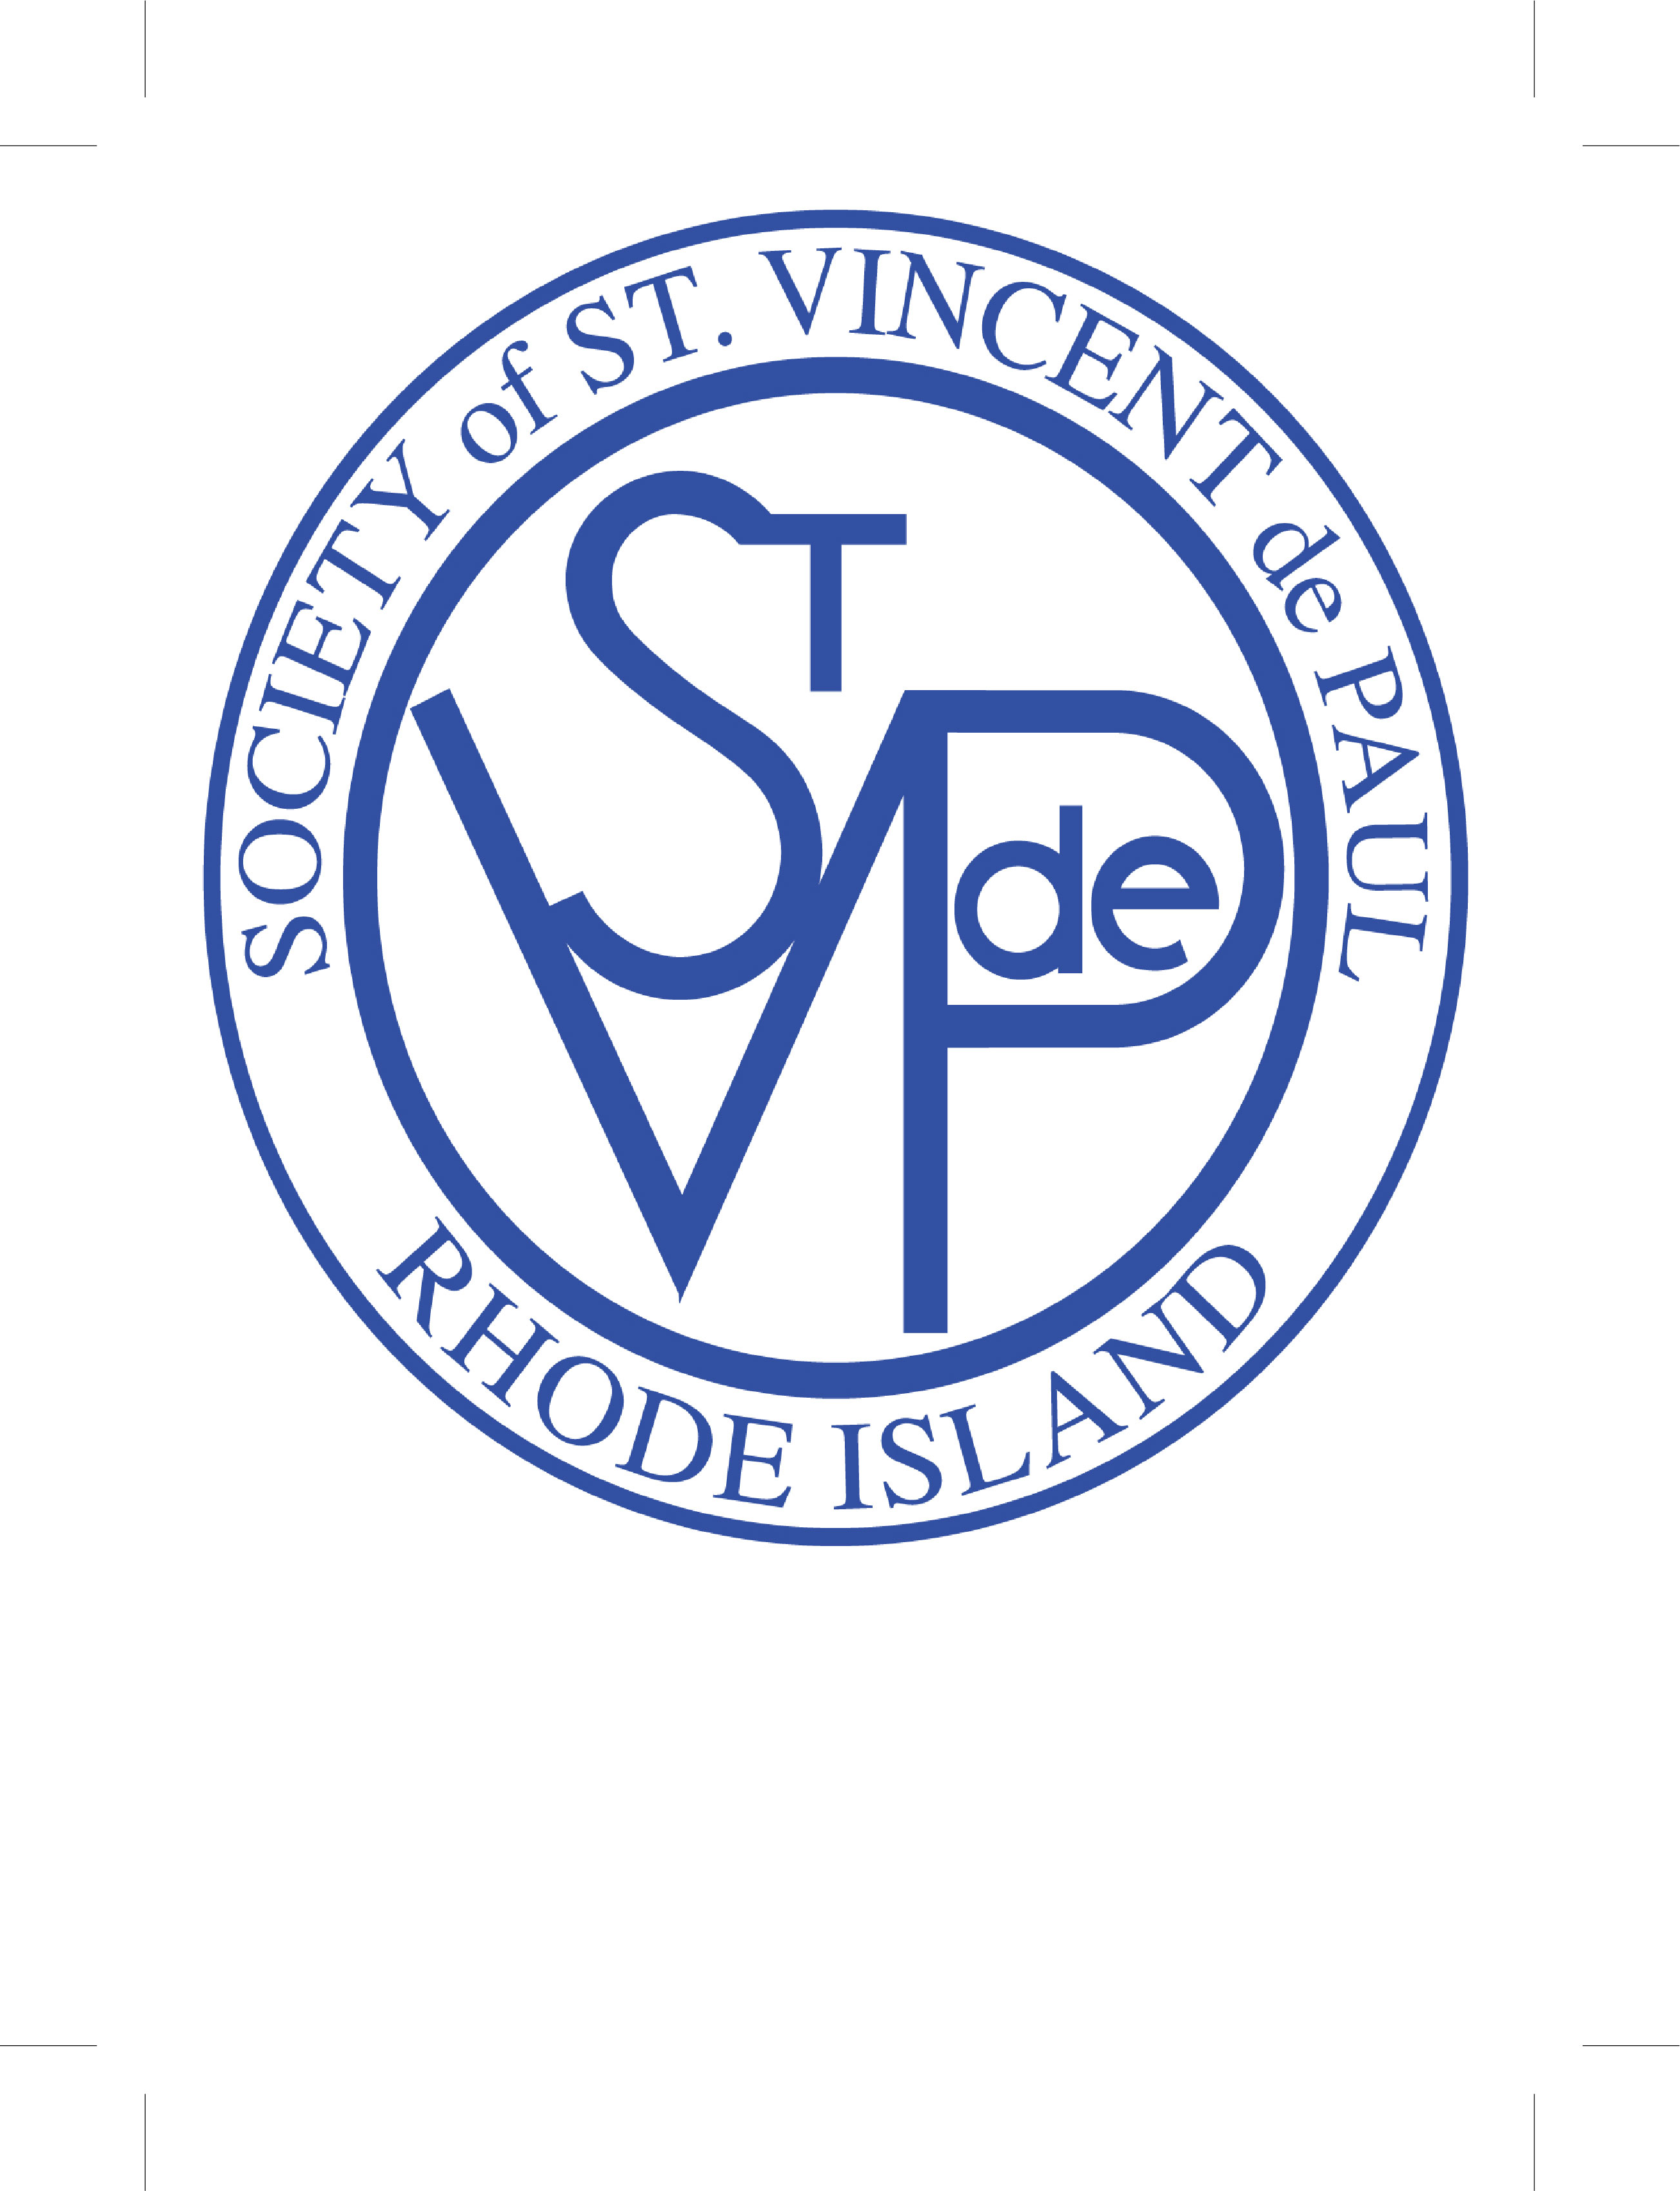 SOCIETY of ST. VINCENT de PAUL
ST
V de P
RHODE ISLAND